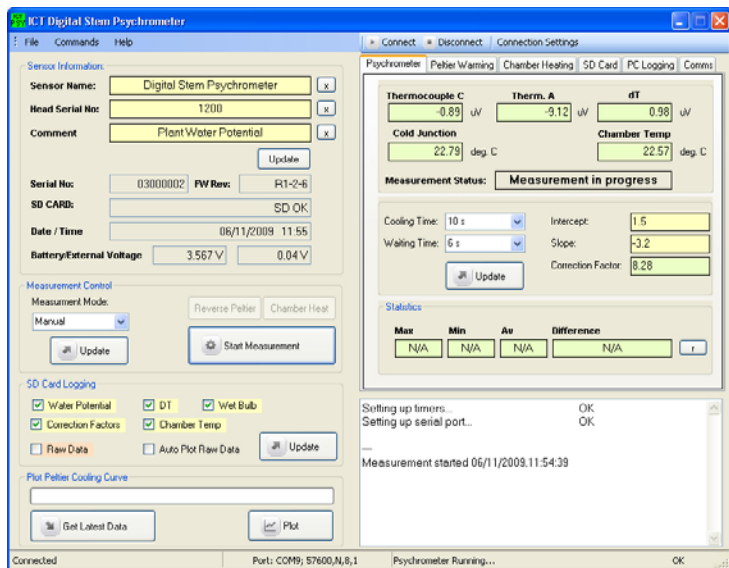 ICT Digital Stem Psychrometer
File Commands Help
Connect Disconnect Connection Settings
Sensor Information:
Sensor Name: Digital Stem Psychrometer x
Head Serial No: 1200 x
Comment Plant Water Potential x
Update
Serial No: 03000002 FW Rev: R1-2-6
SD CARD: SD OK
Date / Time 06/11/2009 11:55
Battery/External Voltage 3.567 V 0.04 V
Measurement Control
Measurment Mode:
Manual
Reverse Peltier Chamber Heat
Update
Start Measurement
SD Card Logging
Water Potential DT Wet Bulb
Correction Factors Chamber Temp
Raw Data Auto Plot Raw Data Update
Plot Peltier Cooling Curve
Get Latest Data Plot
Psychrometer Peltier Warning Chamber Heating SD Card PC Logging Comms
Thermocouple C Therm. A dT
-0.89 uV -9.12 uV 0.98 uV
Cold Junction Chamber Temp
22.79 deg. C 22.57 deg. C
Measurement Status: Measurement in progress
Cooling Time: 10 s Intercept: 1.5
Waiting Time: 6 s Slope: -3.2
Update Correction Factor: 8.28
Statistics
Max Min Av Difference
N/A N/A N/A N/A r
Setting up timers... OK
Setting up serial port... OK
---
Measurement started 06/11/2009.11:54:39
Connected Port: COM9; 57600,N,8,1 Psychrometer Running... OK